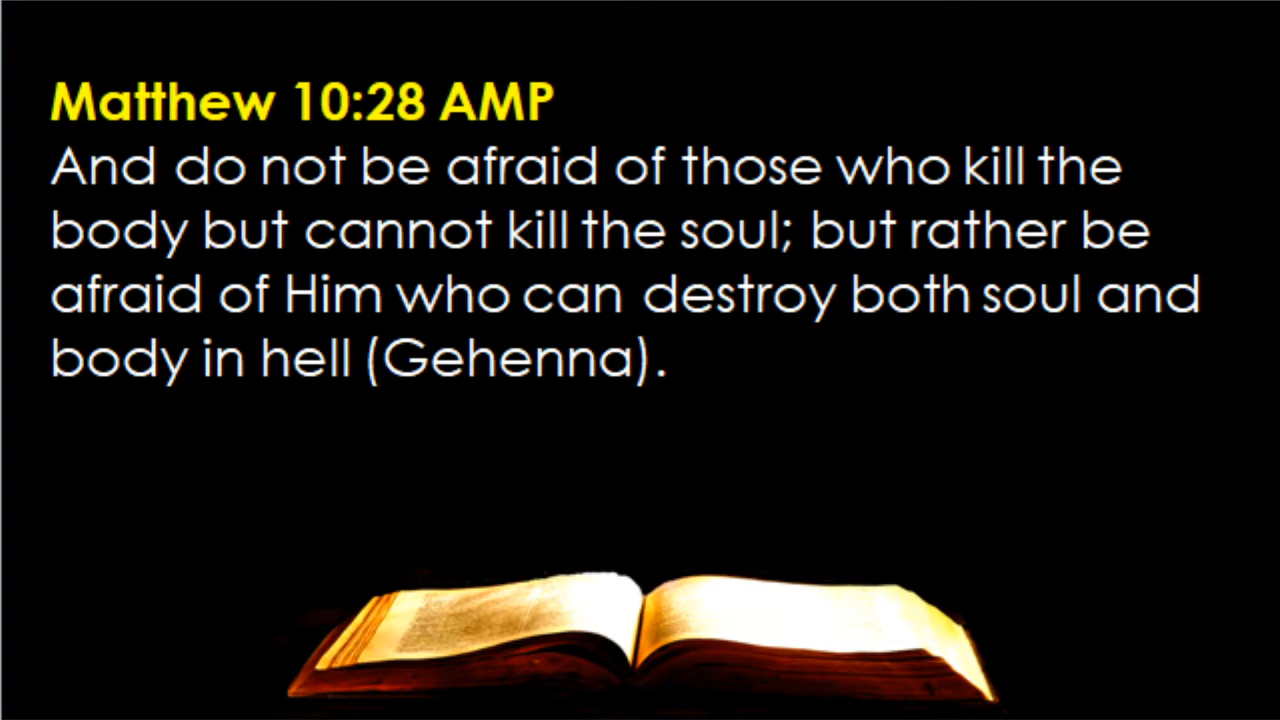 Matthew 10:28 AMP
And do not be afraid of those who kill the
body but cannot kill the soul; but rather be
afraid of Him who can destroy both soul and
body in hell (Gehenna).